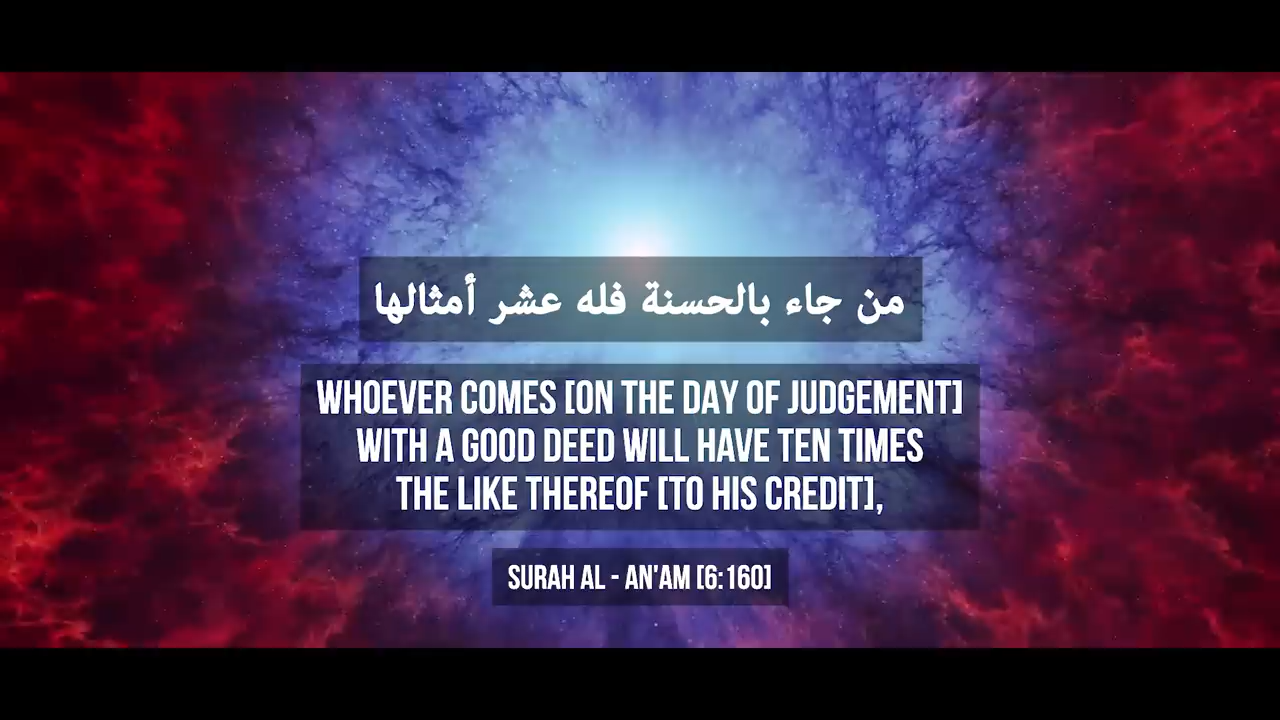 من جاء بالحسنة فله عشر أمثالها
WHOEVER COMES [ON THE DAY OF JUDGEMENT]
WITH A GOOD DEED WILL HAVE TEN TIMES
THE LIKE THEREOF [TO HIS CREDIT],
SURAH AL - AN'AM [6:160]